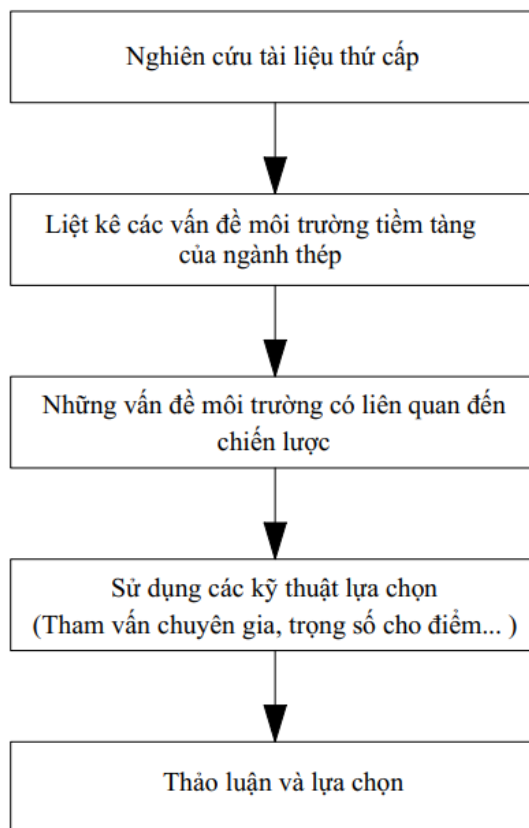 Nghiên cứu tài liệu thứ cấp
Liệt kê các vấn đề môi trường tiềm tàng
của ngành thép
Những vấn đề môi trường có liên quan đến
chiến lược
Sử dụng các kỹ thuật lựa chọn
(Tham vấn chuyên gia, trọng số cho điểm... )
Thảo luận và lựa chọn